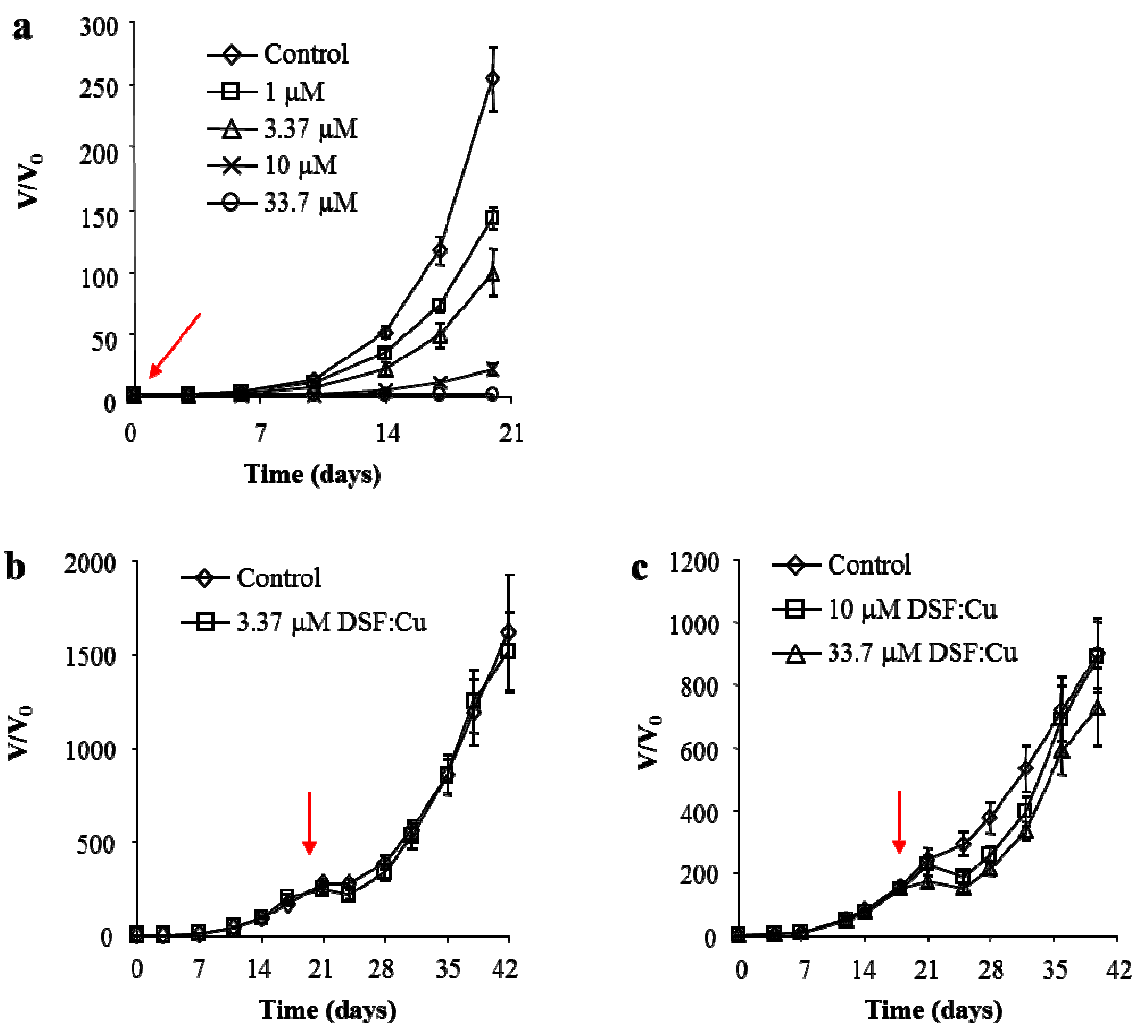 a
300
250
200
150
100
50
0
V/V0
Control
1 μM
3.37 μM
10 μM
33.7 μM
0 7 14 21
Time (days)
b
2000
1500
1000
500
0
V/V0
Control
3.37 μM DSF:Cu
0 7 14 21 28 35 42
Time (days)
c
1200
1000
800
600
400
200
0
V/V0
Control
10 μM DSF:Cu
33.7 μM DSF:Cu
0 7 14 21 28 35 42
Time (days)